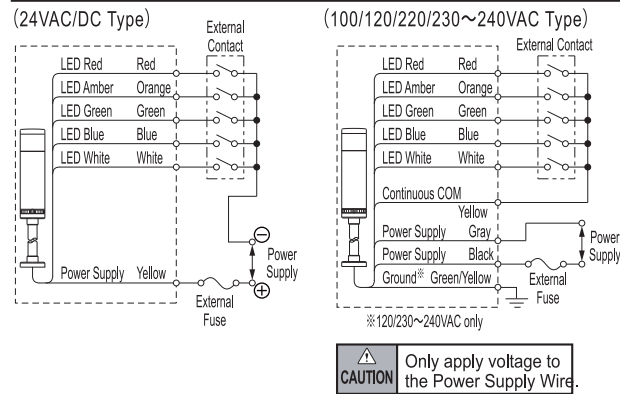 (24VAC/DC Type)
External
Contact
LED Red Red
LED Amber Orange
LED Green Green
LED Blue Blue
LED White White
⊖
Power
Supply
⊕
Power Supply Yellow
External
Fuse
(100/120/220/230～240VAC Type)
External Contact
LED Red Red
LED Amber Orange
LED Green Green
LED Blue Blue
LED White White
Continuous COM
Yellow
Power Supply Gray
Power Supply Black
Power
Supply
Ground※ Green/Yellow
External
Fuse
※120/230～240VAC only
CAUTION
Only apply voltage to
the Power Supply Wire.